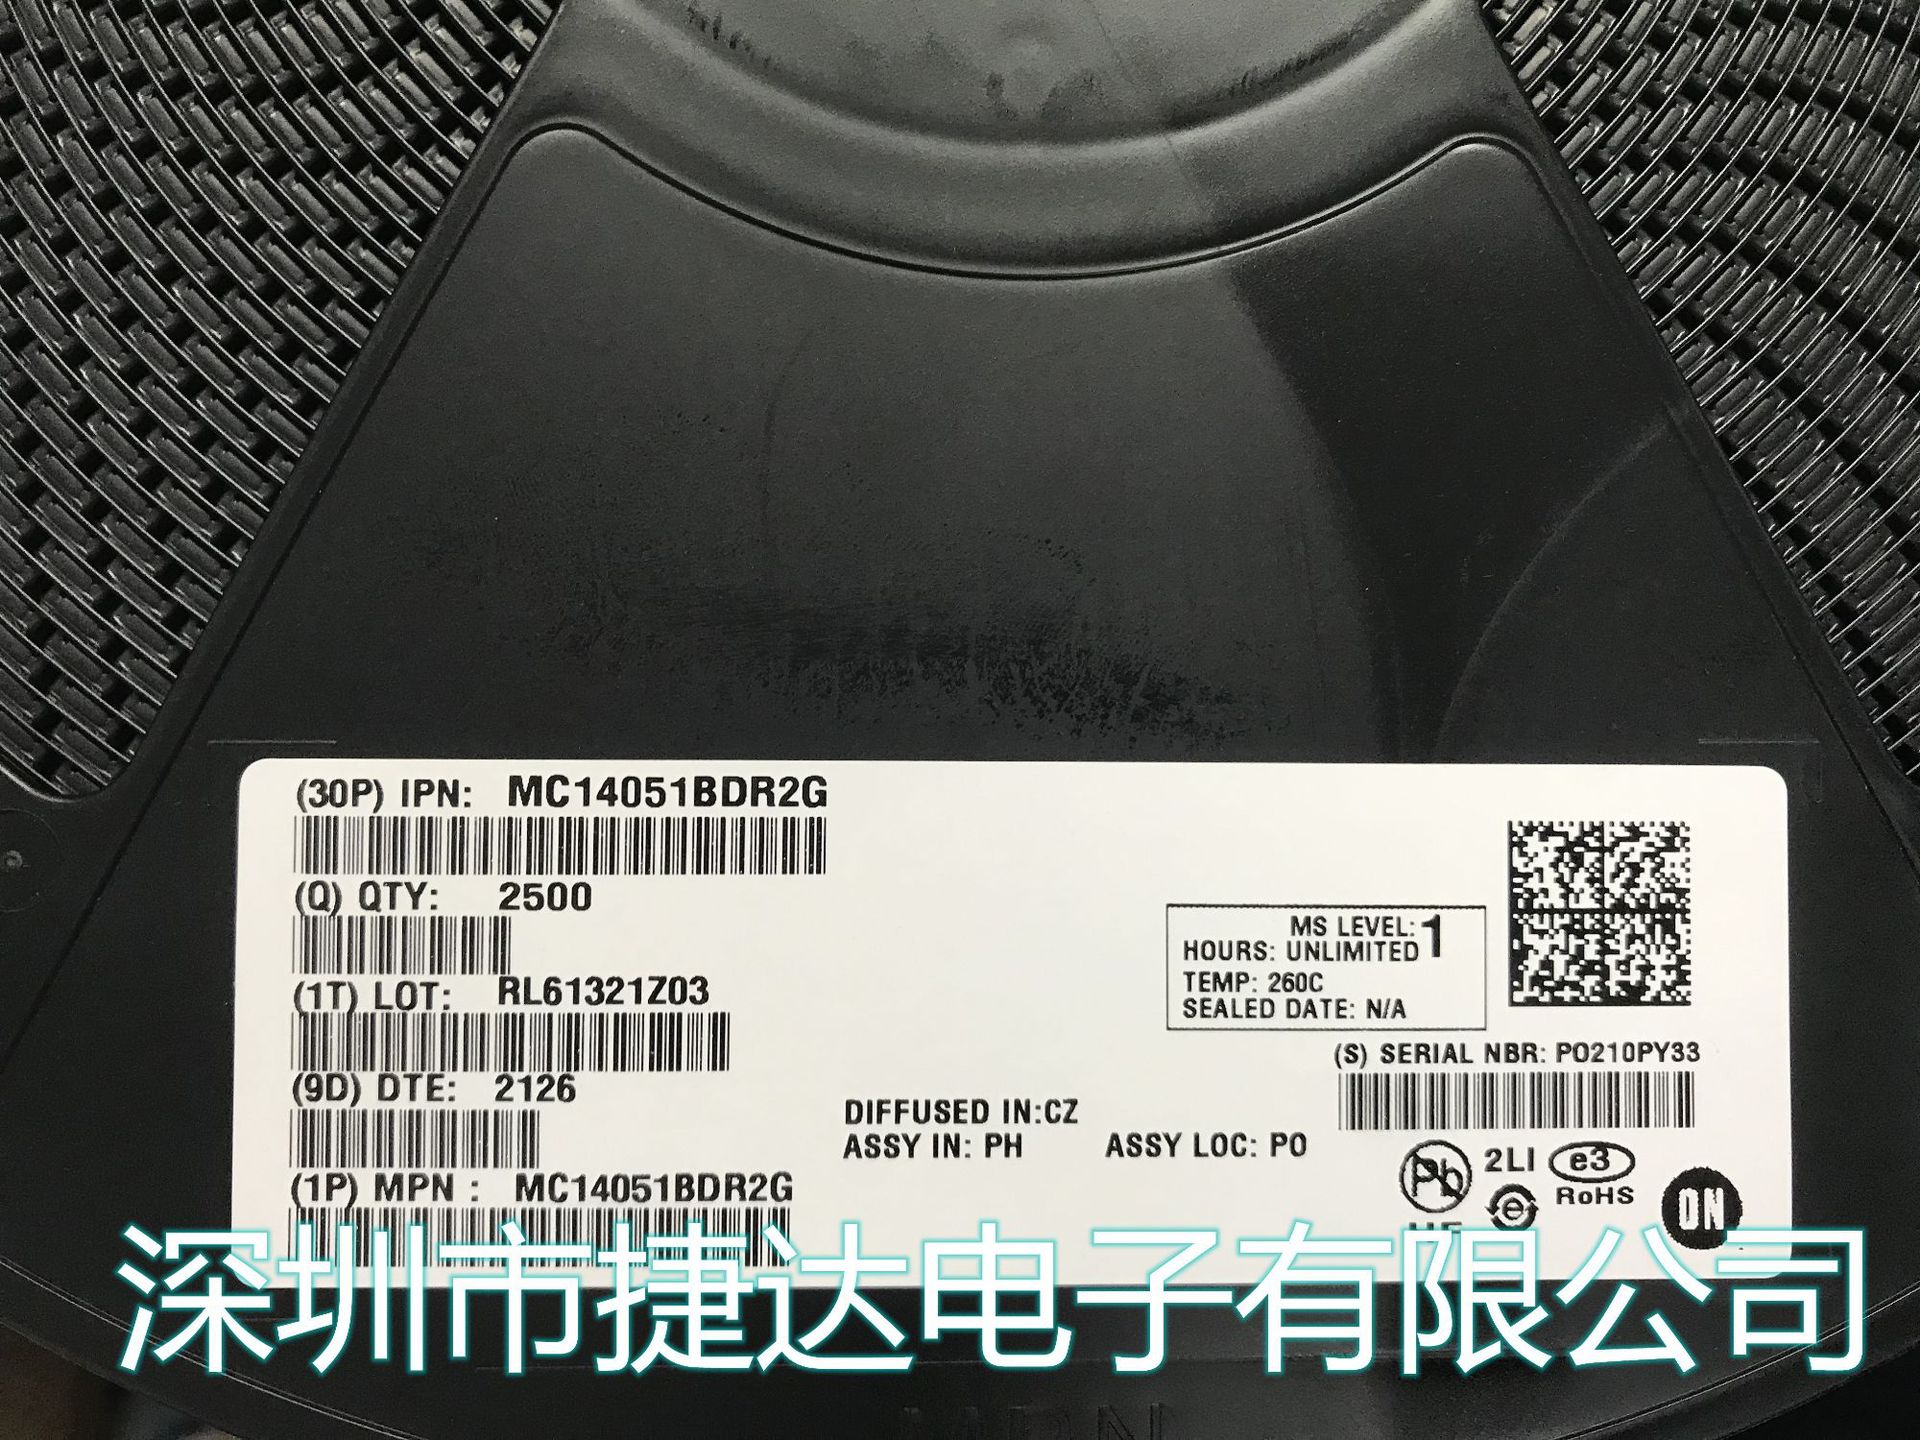 (30P) IPN: MC14051BDR2G
(Q) QTY: 2500
(1T) LOT: RL61321Z03
(9D) DTE: 2126
(1P) MPN : MC14051BDR2G
MS LEVEL: 1
HOURS: UNLIMITED
TEMP: 260C
SEALED DATE: N/A
(S) SERIAL NBR: PO210PY33
DIFFUSED IN:CZ
ASSY IN: PH ASSY LOC: PO
Pb 2LI e3
RoHS
e
ON
深圳市捷达电子有限公司